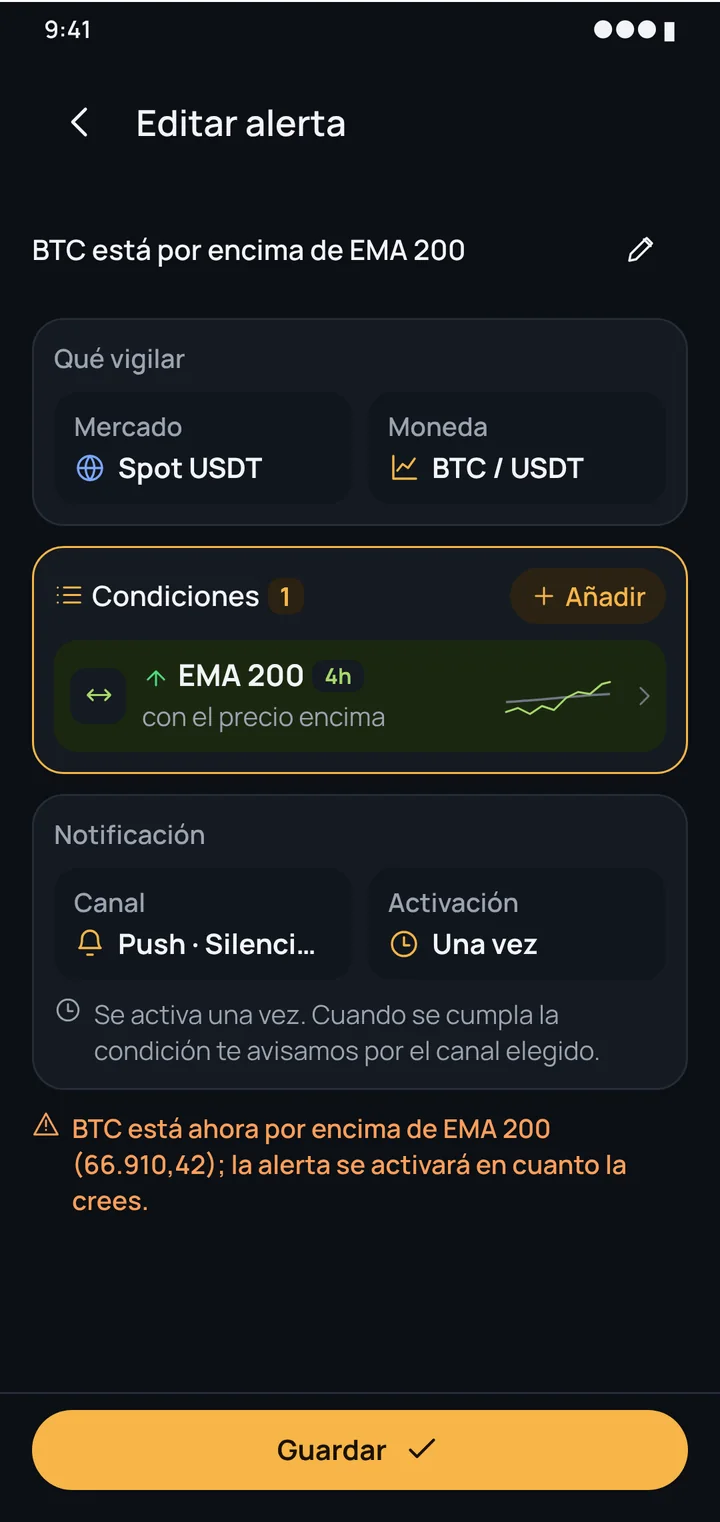 9:41
Editar alerta
BTC está por encima de EMA 200
Qué vigilar
Mercado
Spot USDT
Moneda
BTC / USDT
Condiciones 1
+ Añadir
EMA 200 4h
con el precio encima
Notificación
Canal
Push · Silenci...
Activación
Una vez
Se activa una vez. Cuando se cumpla la
condición te avisamos por el canal elegido.
BTC está ahora por encima de EMA 200
(66.910,42); la alerta se activará en cuanto la
crees.
Guardar